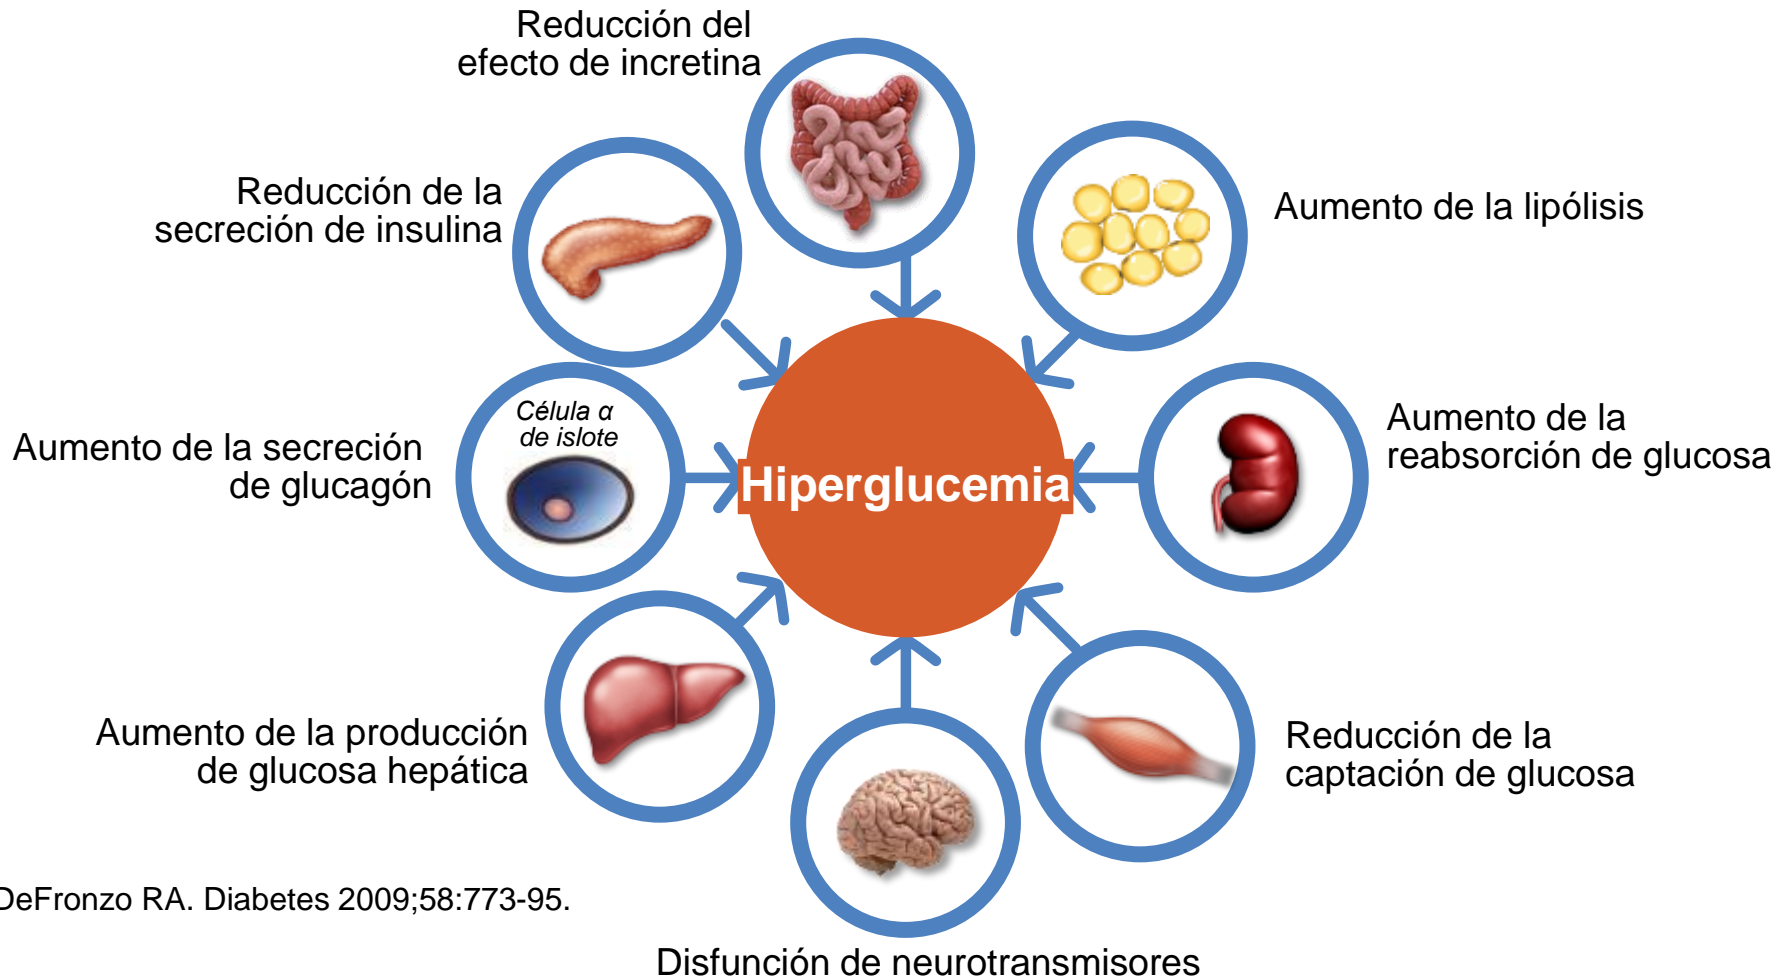 Reducción del
efecto de incretina
Reducción de la
secreción de insulina
Aumento de la lipólisis
Célula α
de islote
Aumento de la secreción
de glucagón
Hiperglucemia
Aumento de la
reabsorción de glucosa
Aumento de la producción
de glucosa hepática
Reducción de la
captación de glucosa
DeFronzo RA. Diabetes 2009;58:773-95.
Disfunción de neurotransmisores